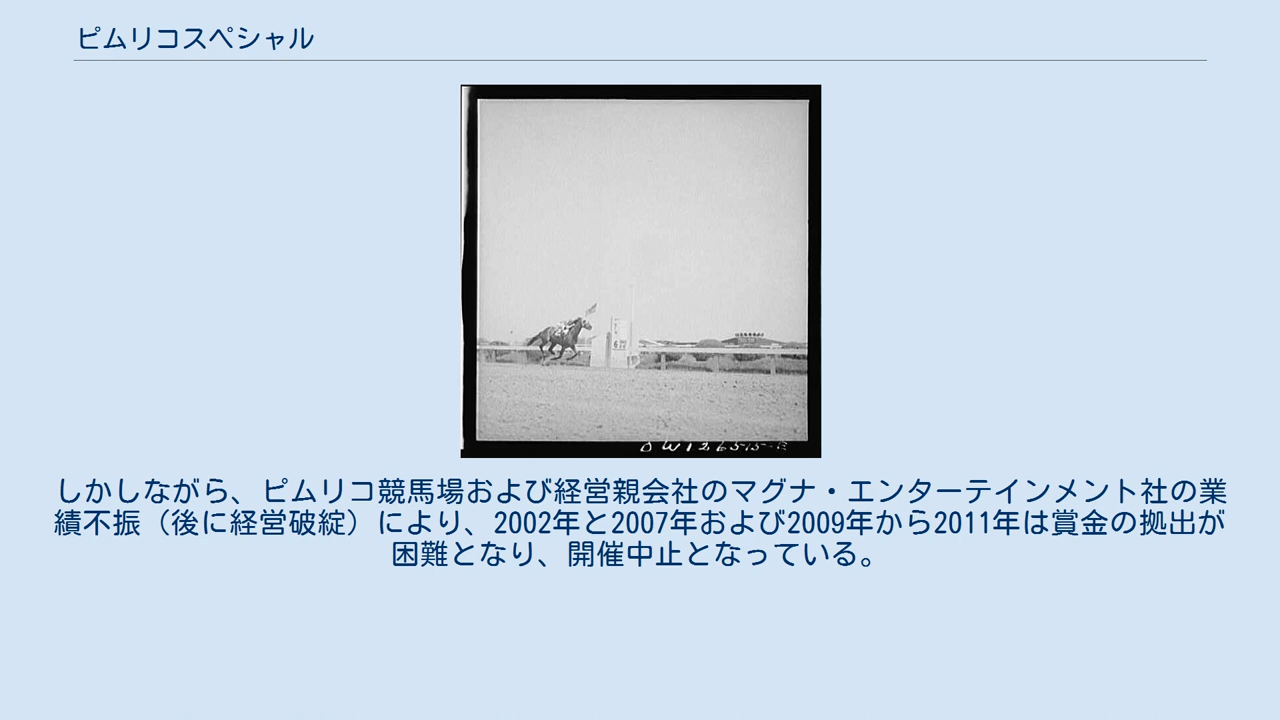 ピムリコスペシャル
しかしながら、ピムリコ競馬場および経営親会社のマグナ・エンターテインメント社の業
績不振（後に経営破綻）により、2002年と2007年および2009年から2011年は賞金の拠出が
困難となり、開催中止となっている。